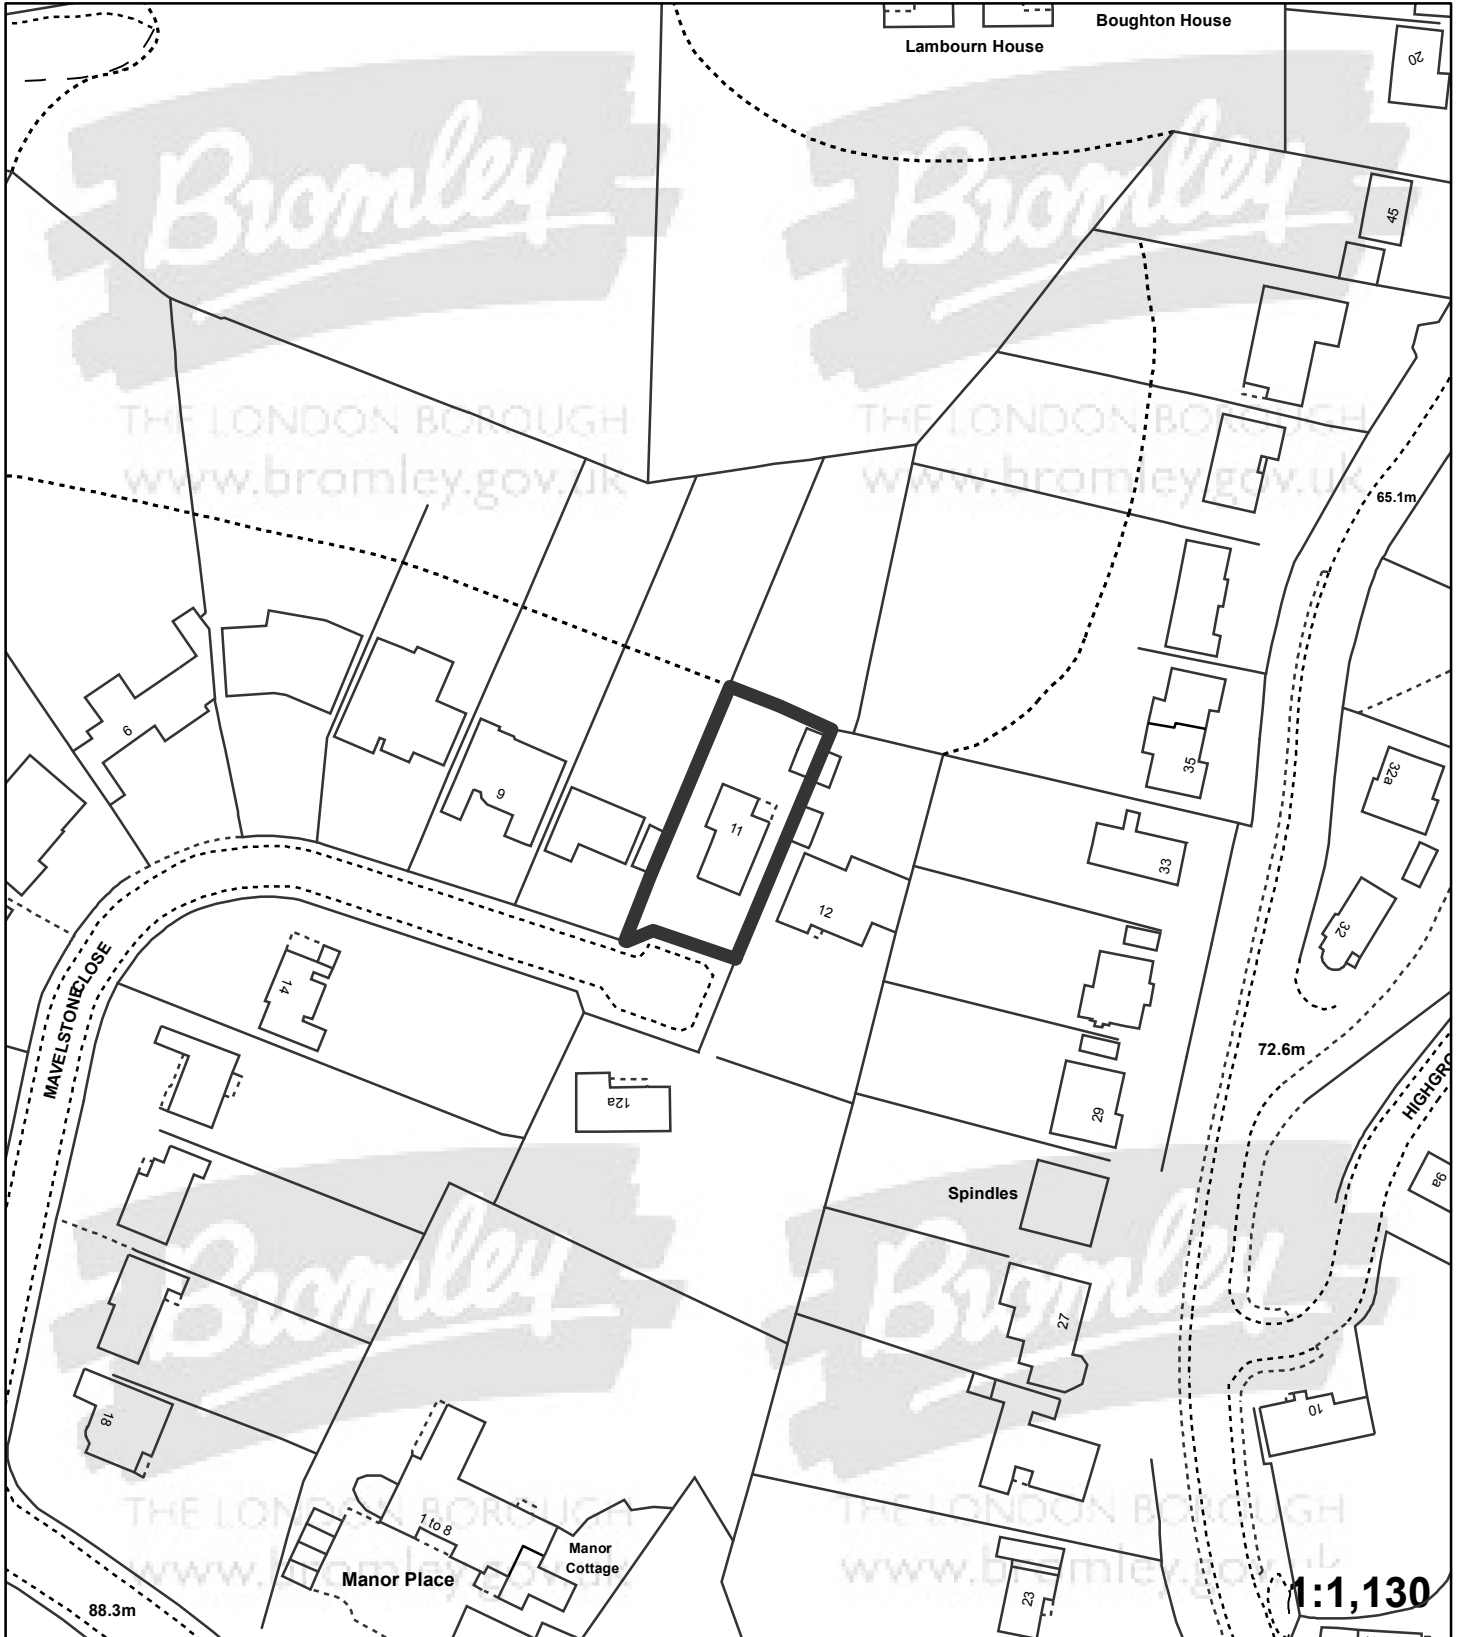 Boughton House
Lambourn House
20
Bromley
Bromley
45
THE LONDON BOROUGH
THE LONDON BOROUGH
www.bromley.gov.uk
www.bromley.gov.uk
65.1m
6
9
11
35
32a
33
12
32
14
MAVELSTONE CLOSE
72.6m
12a
29
HIGHGRO
9a
Spindles
Bromley
Bromley
27
18
10
THE LONDON BOROUGH
THE LONDON BOROUGH
1 to 8
Manor
Cottage
www.bromley.gov.uk
www.bromley.gov.uk
Manor Place
23
88.3m
1:1,130